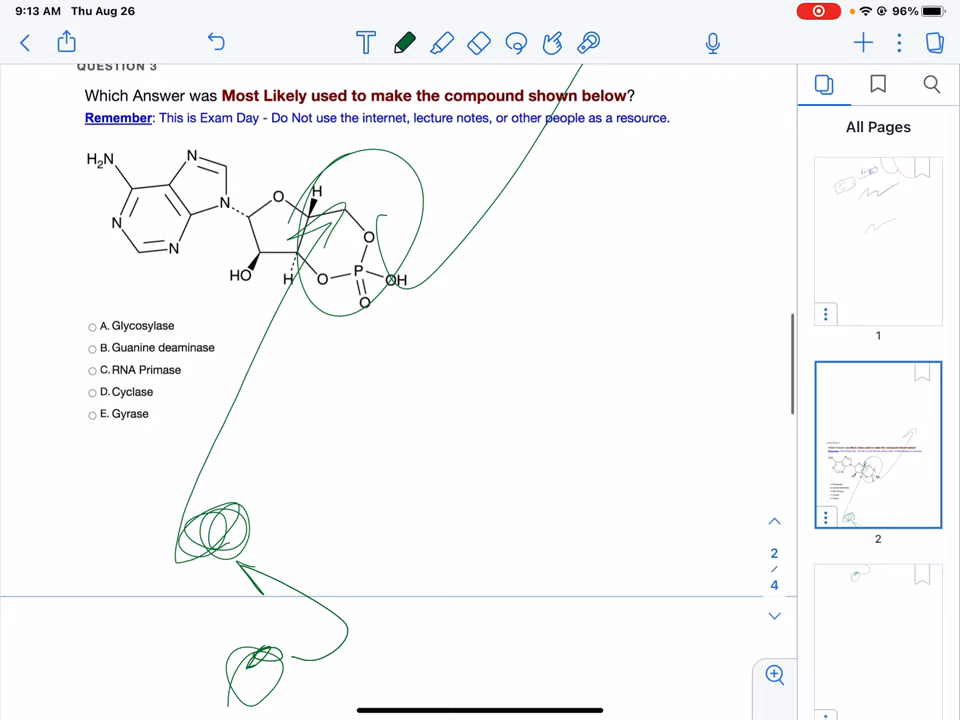 9:13 AM Thu Aug 26 96%
QUESTION 3
Which Answer was Most Likely used to make the compound shown below?
Remember: This is Exam Day - Do Not use the internet, lecture notes, or other people as a resource.
All Pages
H₂N N O H
N N O
N HO H O P OH
O
A. Glycosylase
B. Guanine deaminase
C. RNA Primase
D. Cyclase
E. Gyrase
1
2
/
4
2